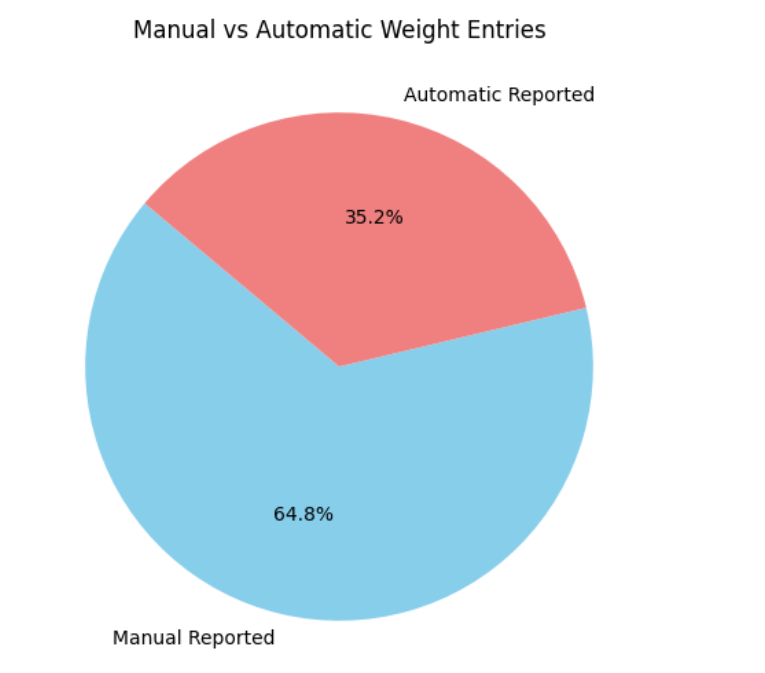 Manual vs Automatic Weight Entries
Automatic Reported
35.2%
64.8%
Manual Reported